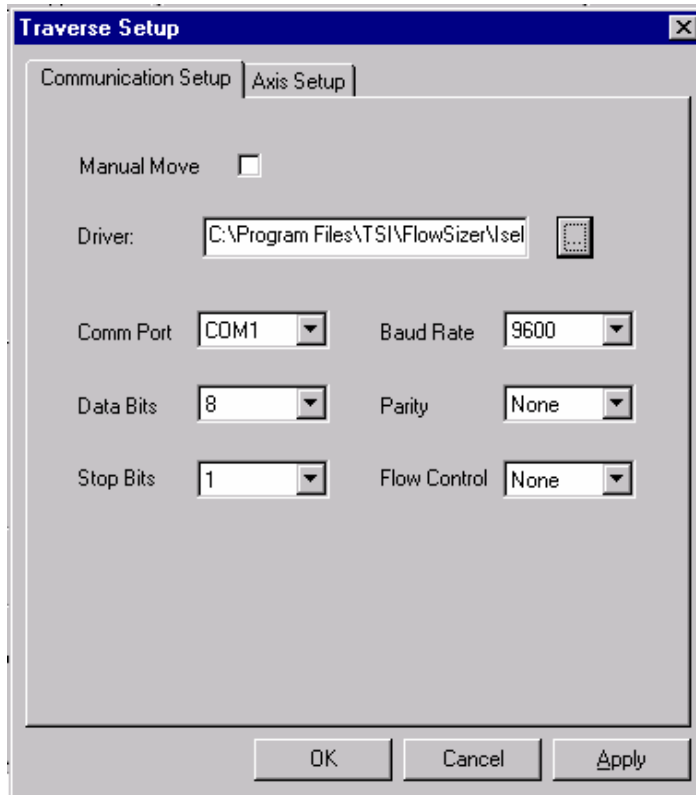 Traverse Setup
Communication Setup Axis Setup
Manual Move
Driver: C:\Program Files\TSI\FlowSizer\Isel ...
Comm Port COM1 Baud Rate 9600
Data Bits 8 Parity None
Stop Bits 1 Flow Control None
OK Cancel Apply